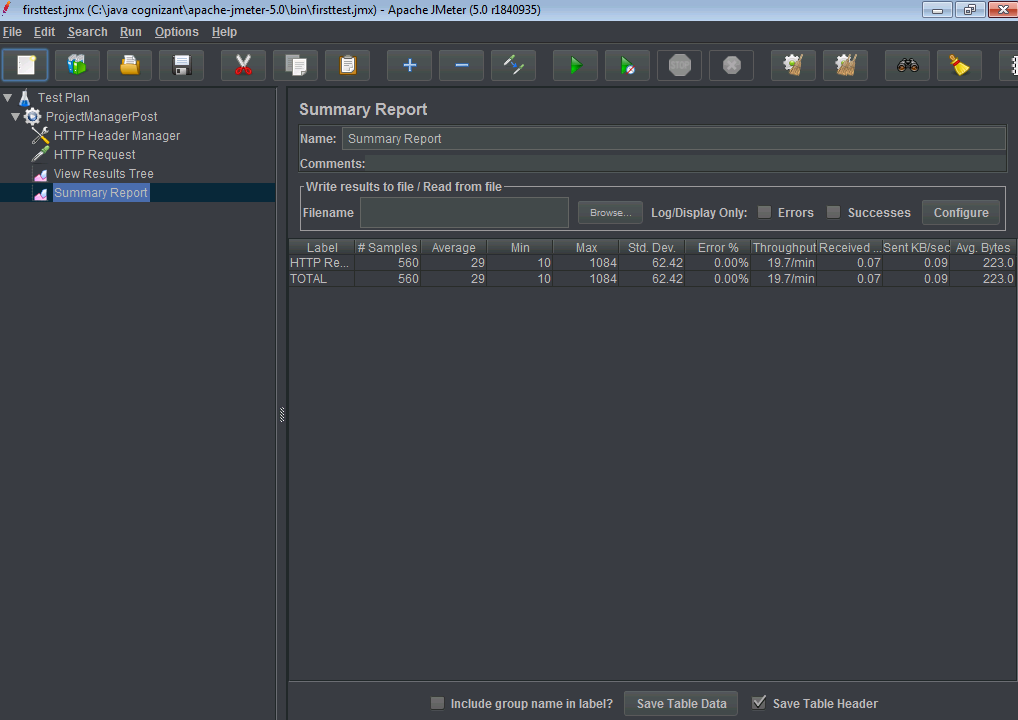 firsttest.jmx (C:\java cognizant\apache-jmeter-5.0\bin\firsttest.jmx) - Apache JMeter (5.0 r1840935)
File Edit Search Run Options Help
STOP
Test Plan
ProjectManagerPost
HTTP Header Manager
HTTP Request
View Results Tree
Summary Report
Summary Report
Name: Summary Report
Comments:
Write results to file / Read from file
Filename Browse... Log/Display Only: Errors Successes Configure
Label # Samples Average Min Max Std. Dev. Error % Throughput Received ... Sent KB/sec Avg. Bytes
HTTP Re... 560 29 10 1084 62.42 0.00% 19.7/min 0.07 0.09 223.0
TOTAL 560 29 10 1084 62.42 0.00% 19.7/min 0.07 0.09 223.0
Include group name in label? Save Table Data Save Table Header